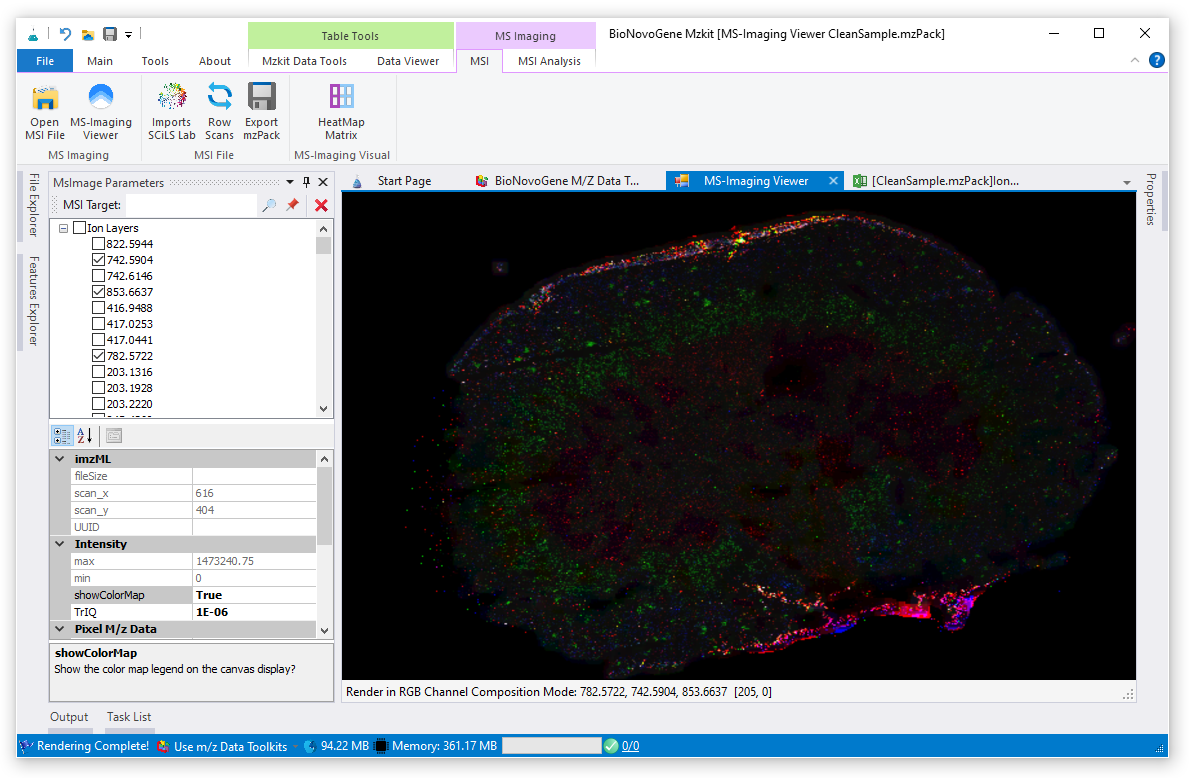 Table Tools
MS Imaging
BioNovoGene Mzkit [MS-Imaging Viewer CleanSample.mzPack]
File
Main
Tools
About
Mzkit Data Tools
Data Viewer
MSI
MSI Analysis
?
Open
MSI File
MS-Imaging
Viewer
Imports
SCiLS Lab
Row
Scans
Export
mzPack
HeatMap
Matrix
MS Imaging
MSI File
MS-Imaging Visual
File Explorer
Features Explorer
MsImage Parameters
MSI Target:
Ion Layers
822.5944
742.5904
742.6146
853.6637
416.9488
417.0253
417.0441
782.5722
203.1316
203.1928
203.2220
imzML
fileSize
scan_x 616
scan_y 404
UUID
Intensity
max 1473240.75
min 0
showColorMap True
TrIQ 1E-06
Pixel M/z Data
showColorMap
Show the color map legend on the canvas display?
Start Page
BioNovoGene M/Z Data T...
MS-Imaging Viewer
[CleanSample.mzPack]Ion...
Properties
Render in RGB Channel Composition Mode: 782.5722, 742.5904, 853.6637 [205, 0]
Output
Task List
Rendering Complete!
Use m/z Data Toolkits
94.22 MB
Memory: 361.17 MB
0/0